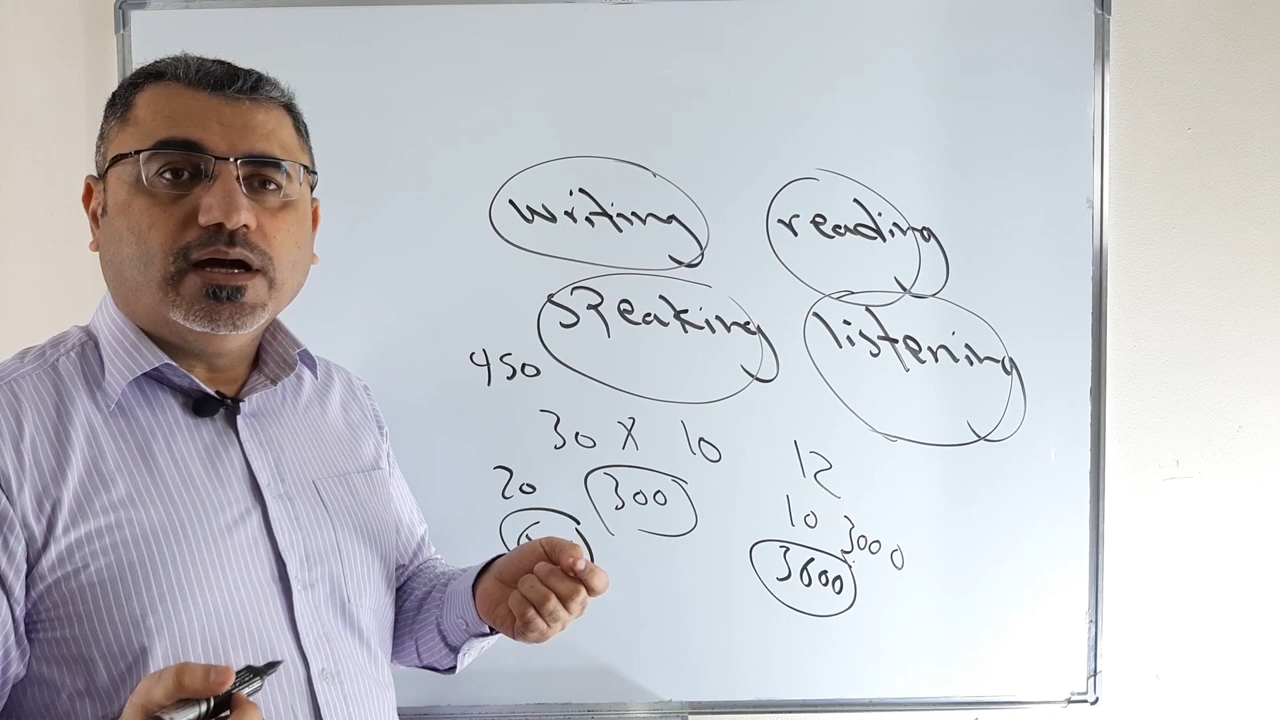 writing reading
speaking listening
450
30 x 10 12
20 300 10 3000
3600